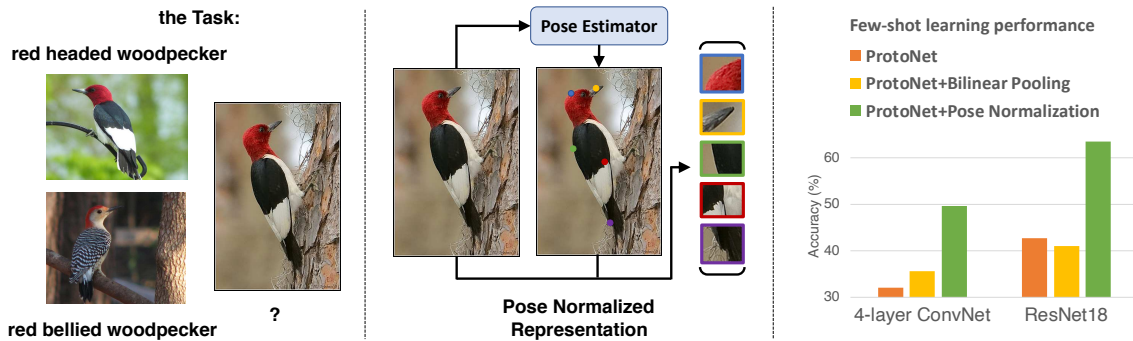 the Task:
red headed woodpecker
red bellied woodpecker
?
Pose Estimator
Pose Normalized
Representation
Few-shot learning performance
ProtoNet
ProtoNet+Bilinear Pooling
ProtoNet+Pose Normalization
Accuracy (%)
60
50
40
30
4-layer ConvNet
ResNet18